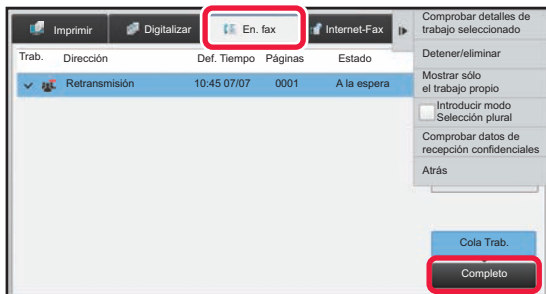 Imprimir
Digitalizar
En. fax
Internet-Fax
Trab.
Dirección
Def. Tiempo
Páginas
Estado
Retransmisión
10:45 07/07
0001
A la espera
Comprobar detalles de
trabajo seleccionado
Detener/eliminar
Mostrar sólo
el trabajo propio
Introducir modo
Selección plural
Comprobar datos de
recepción confidenciales
Atrás
Cola Trab.
Completo